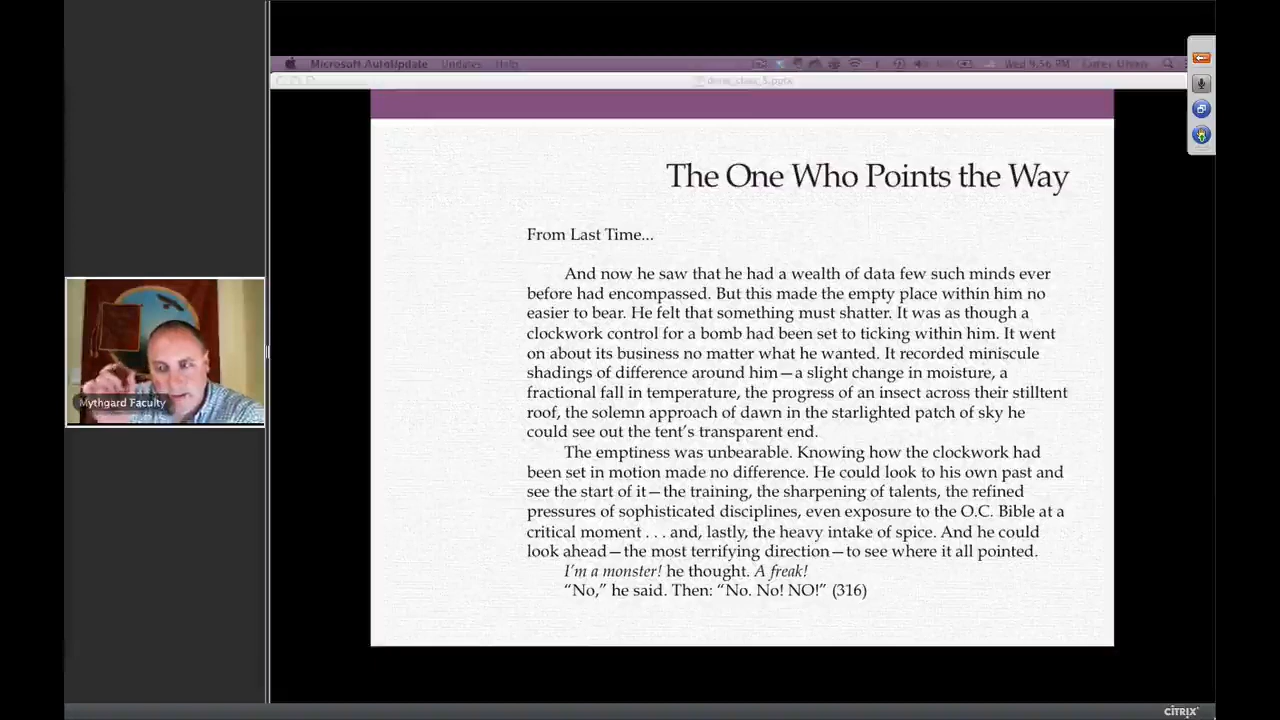 Microsoft AutoUpdate Updates Help
Wed 4:56 PM Corey Olsen
The One Who Points the Way
From Last Time...
And now he saw that he had a wealth of data few such minds ever
before had encompassed. But this made the empty place within him no
easier to bear. He felt that something must shatter. It was as though a
clockwork control for a bomb had been set to ticking within him. It went
on about its business no matter what he wanted. It recorded miniscule
shadings of difference around him—a slight change in moisture, a
fractional fall in temperature, the progress of an insect across their stilltent
roof, the solemn approach of dawn in the starlighted patch of sky he
could see out the tent's transparent end.
The emptiness was unbearable. Knowing how the clockwork had
been set in motion made no difference. He could look to his own past and
see the start of it—the training, the sharpening of talents, the refined
pressures of sophisticated disciplines, even exposure to the O.C. Bible at a
critical moment . . . and, lastly, the heavy intake of spice. And he could
look ahead—the most terrifying direction—to see where it all pointed.
I'm a monster! he thought. A freak!
“No,” he said. Then: “No. No! NO!” (316)
Mythgard Faculty
CITRIX